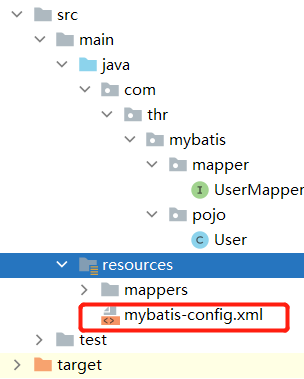 src
main
java
com
thr
mybatis
mapper
UserMapper
pojo
User
resources
mappers
mybatis-config.xml
test
target